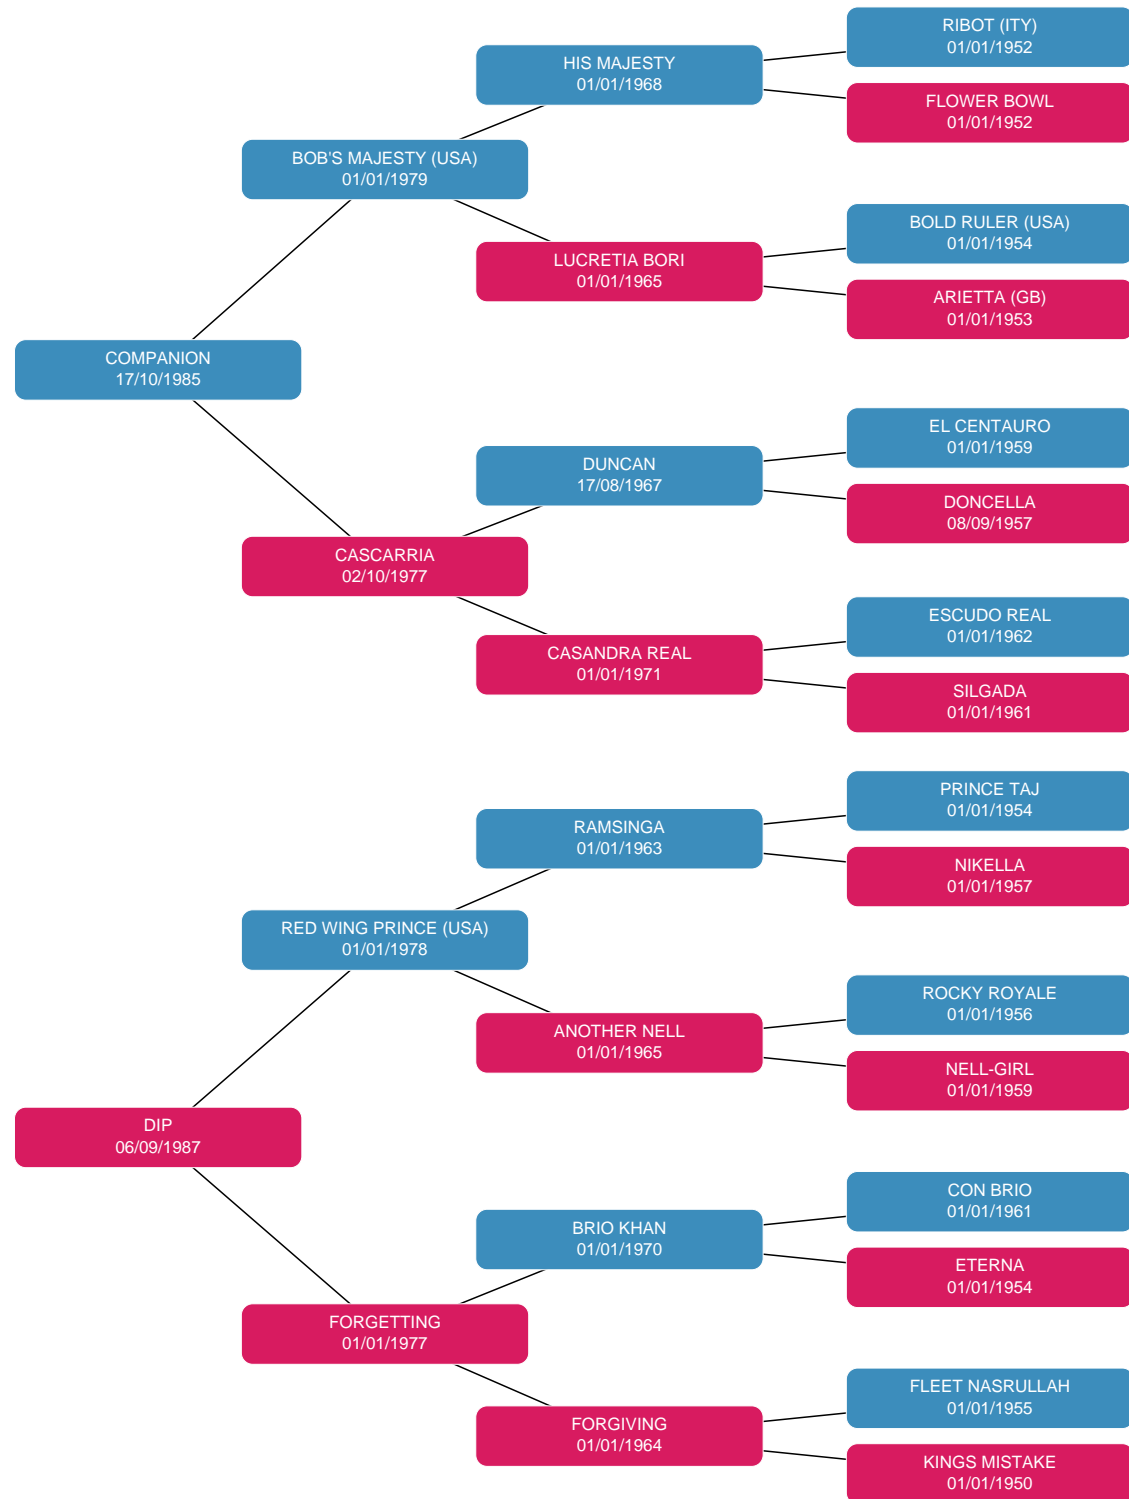 RIBOT (ITY)
01/01/1952
HIS MAJESTY
01/01/1968
FLOWER BOWL
01/01/1952
BOB'S MAJESTY (USA)
01/01/1979
BOLD RULER (USA)
01/01/1954
LUCRETIA BORI
01/01/1965
ARIETTA (GB)
01/01/1953
COMPANION
17/10/1985
EL CENTAURO
01/01/1959
DUNCAN
17/08/1967
DONCELLA
08/09/1957
CASCARRIA
02/10/1977
ESCUDO REAL
01/01/1962
CASANDRA REAL
01/01/1971
SILGADA
01/01/1961
PRINCE TAJ
01/01/1954
RAMSINGA
01/01/1963
NIKELLA
01/01/1957
RED WING PRINCE (USA)
01/01/1978
ROCKY ROYALE
01/01/1956
ANOTHER NELL
01/01/1965
NELL-GIRL
01/01/1959
DIP
06/09/1987
CON BRIO
01/01/1961
BRIO KHAN
01/01/1970
ETERNA
01/01/1954
FORGETTING
01/01/1977
FLEET NASRULLAH
01/01/1955
FORGIVING
01/01/1964
KINGS MISTAKE
01/01/1950